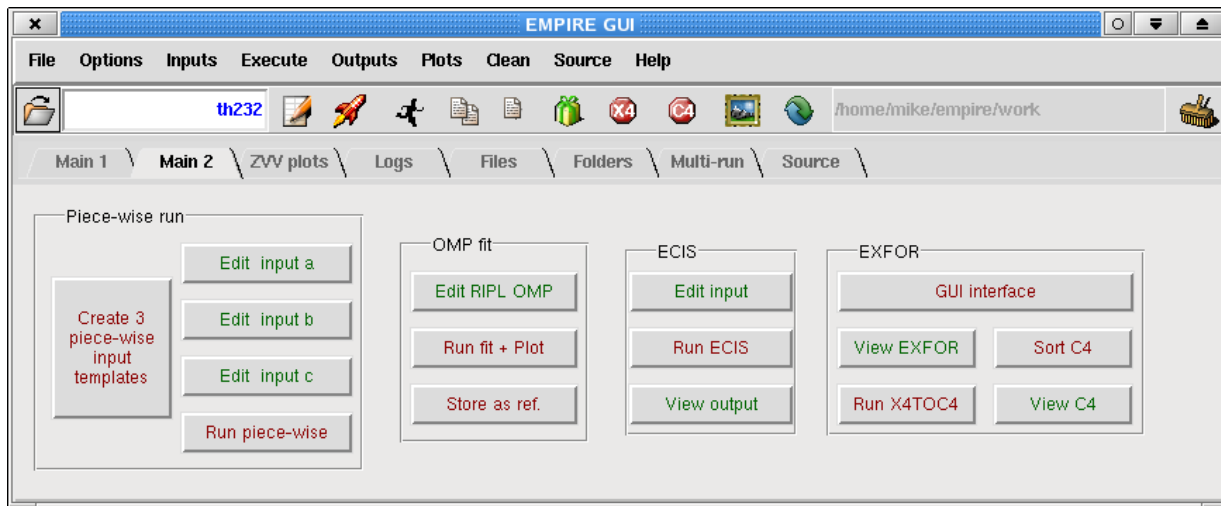 EMPIRE GUI
File Options Inputs Execute Outputs Plots Clean Source Help
th232 X4 C4 /home/mike/empire/work
Main 1 Main 2 ZVV plots Logs Files Folders Multi-run Source
Piece-wise run
Create 3
piece-wise
input
templates
Edit input a
Edit input b
Edit input c
Run piece-wise
OMP fit
Edit RIPL OMP
Run fit + Plot
Store as ref.
ECIS
Edit input
Run ECIS
View output
EXFOR
GUI interface
View EXFOR Sort C4
Run X4TOC4 View C4